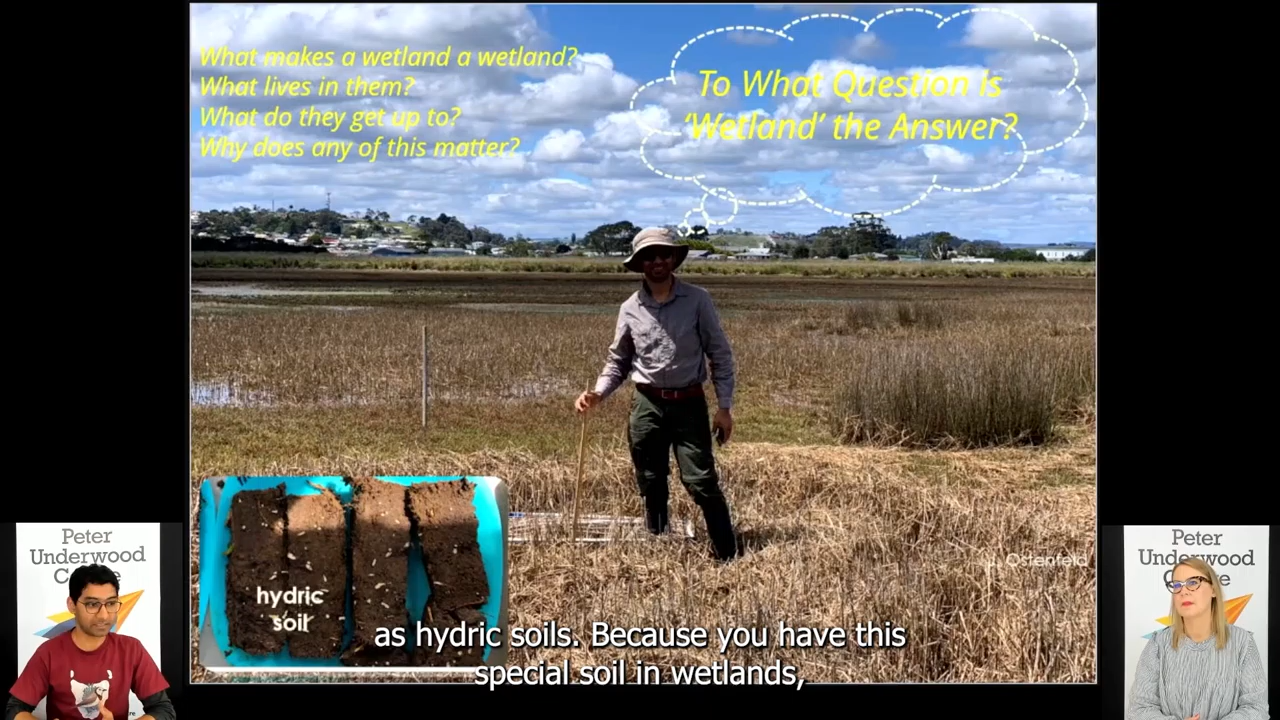 What makes a wetland a wetland?
What lives in them?
What do they get up to?
Why does any of this matter?
To What Question is
'Wetland' the Answer?
J. Ostenfeld
hydric
soil
as hydric soils. Because you have this
special soil in wetlands,
Peter
Underwood
Peter
Underwood